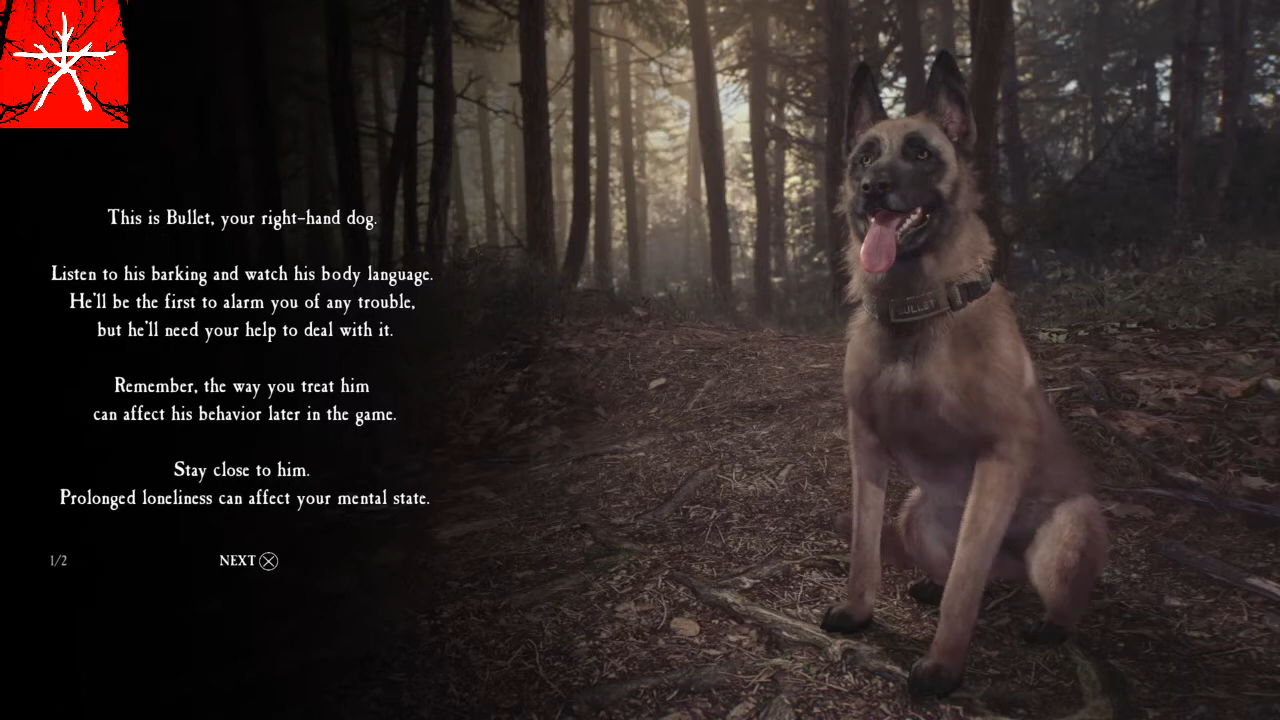 This is Bullet, your right-hand dog.
Listen to his barking and watch his body language.
He'll be the first to alarm you of any trouble,
but he'll need your help to deal with it.
Remember, the way you treat him
can affect his behavior later in the game.
Stay close to him.
Prolonged loneliness can affect your mental state.
1/2
NEXT
BULLET